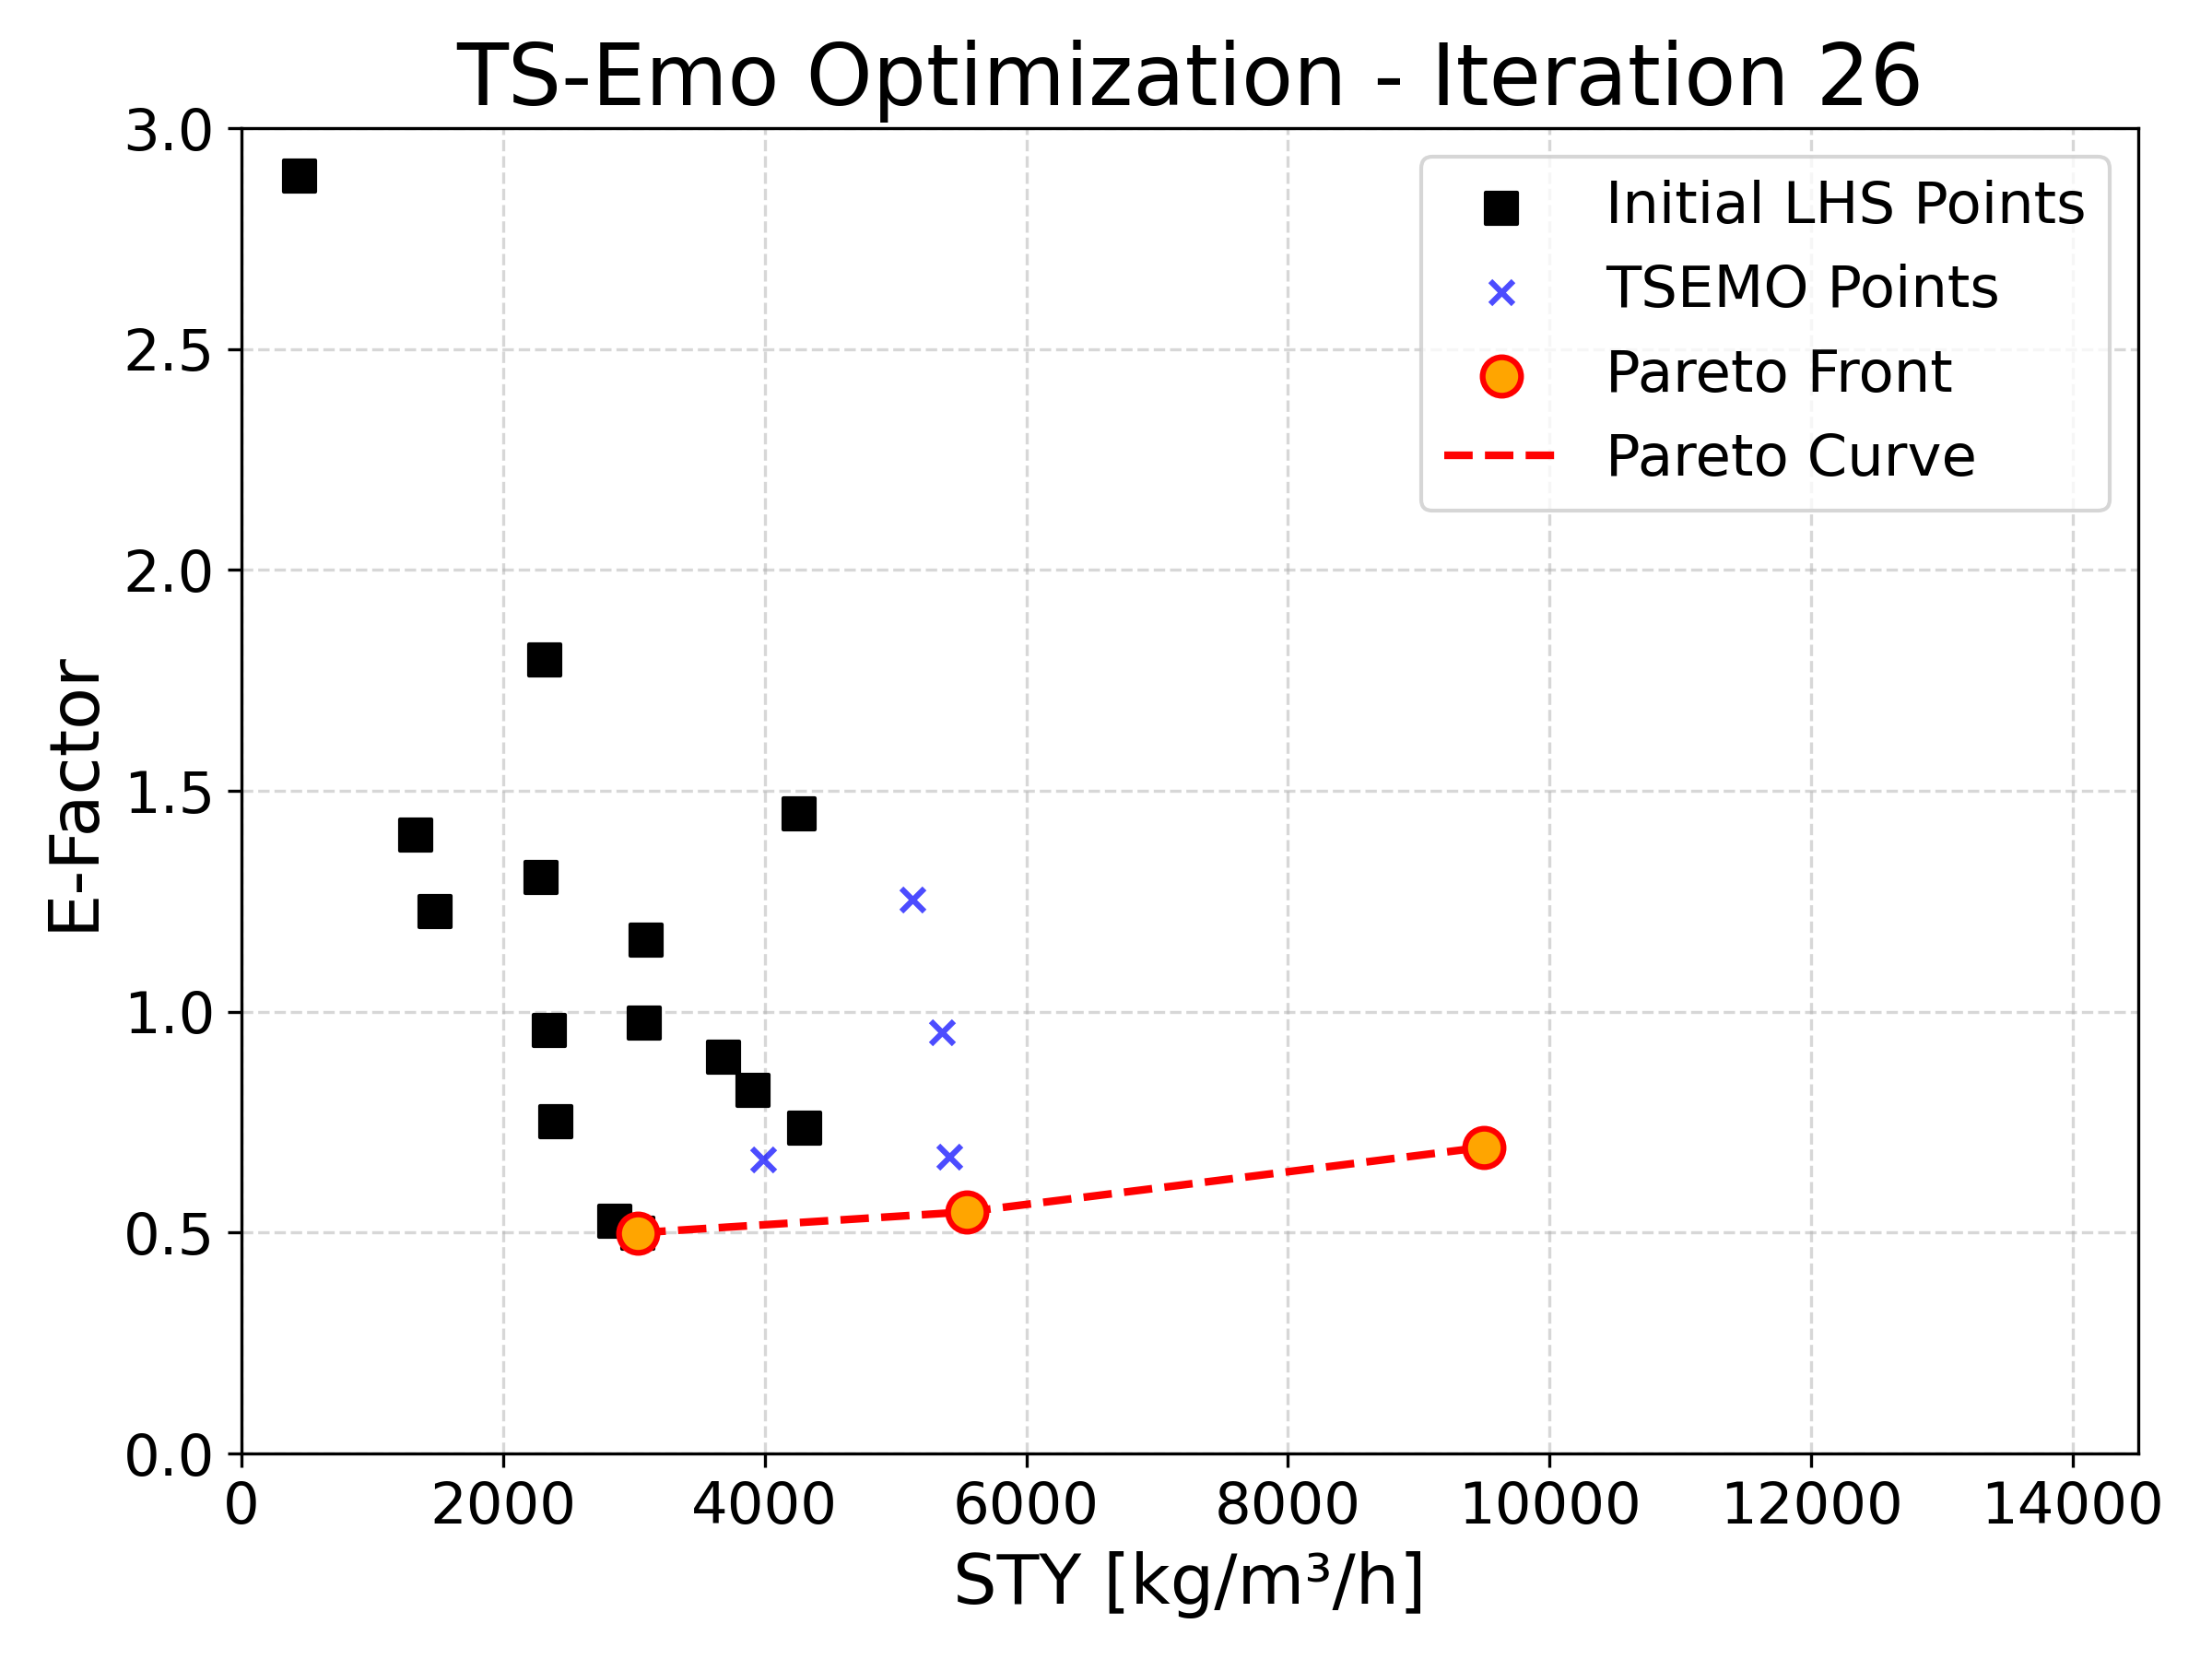 TS-Emo Optimization - Iteration 26
3.0
2.5
2.0
1.5
1.0
0.5
0.0
E-Factor
Initial LHS Points
TSEMO Points
Pareto Front
Pareto Curve
0 2000 4000 6000 8000 10000 12000 14000
STY [kg/m³/h]